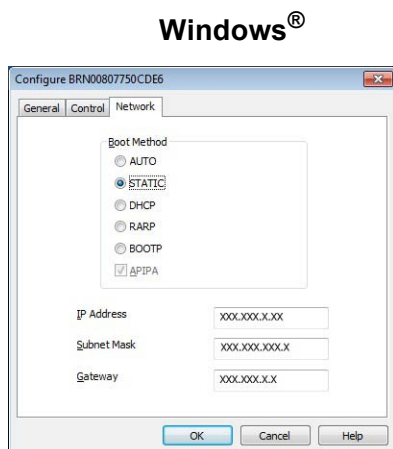 Windows®
Configure BRN00807750CDE6
General Control Network
Boot Method
AUTO
STATIC
DHCP
RARP
BOOTP
APIPA
IP Address XXX.XXX.X.XX
Subnet Mask XXX.XXX.XXX.X
Gateway XXX.XXX.X.X
OK Cancel Help